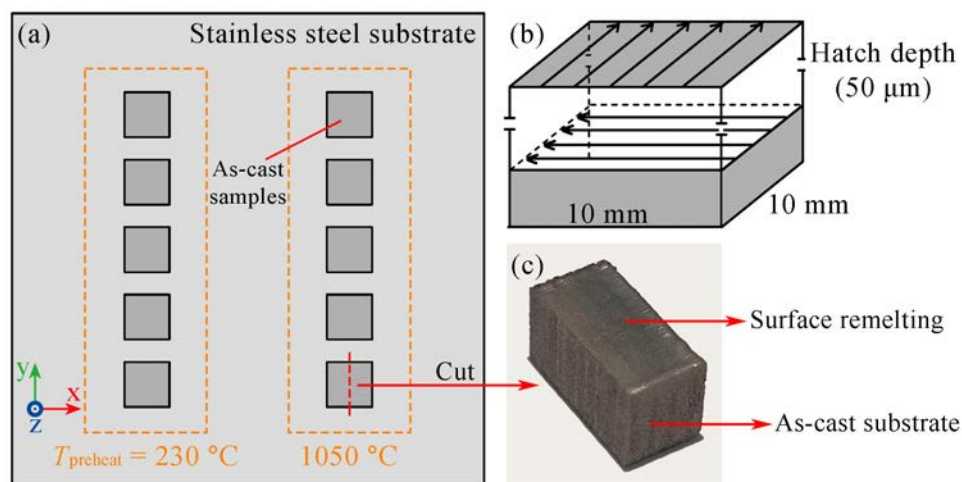 (a)
Stainless steel substrate
As-cast
samples
y
x
z
Cut
Tpreheat = 230 °C
1050 °C
(b)
Hatch depth
(50 μm)
10 mm
10 mm
(c)
Surface remelting
As-cast substrate